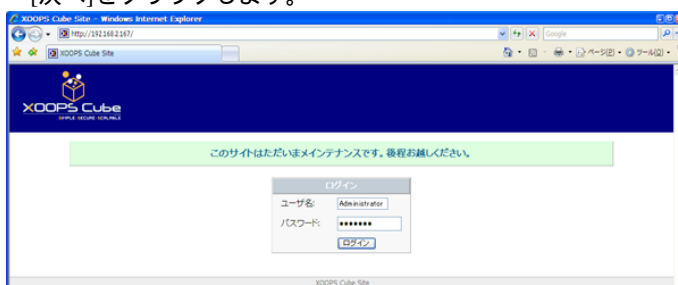 [次へ]をクリックします。
XOOPS Cube Site - Windows Internet Explorer
http://192.168.2.167/
Google
XOOPS Cube Site
ページ(P)
ツール(O)
XOOPS Cube
SIMPLE SECURE SCALABLE
このサイトはただいまメインテナンスです。後程お越しください。
ログイン
ユーザ名: Administrator
パスワード: •••••••
ログイン
XOOPS Cube Site